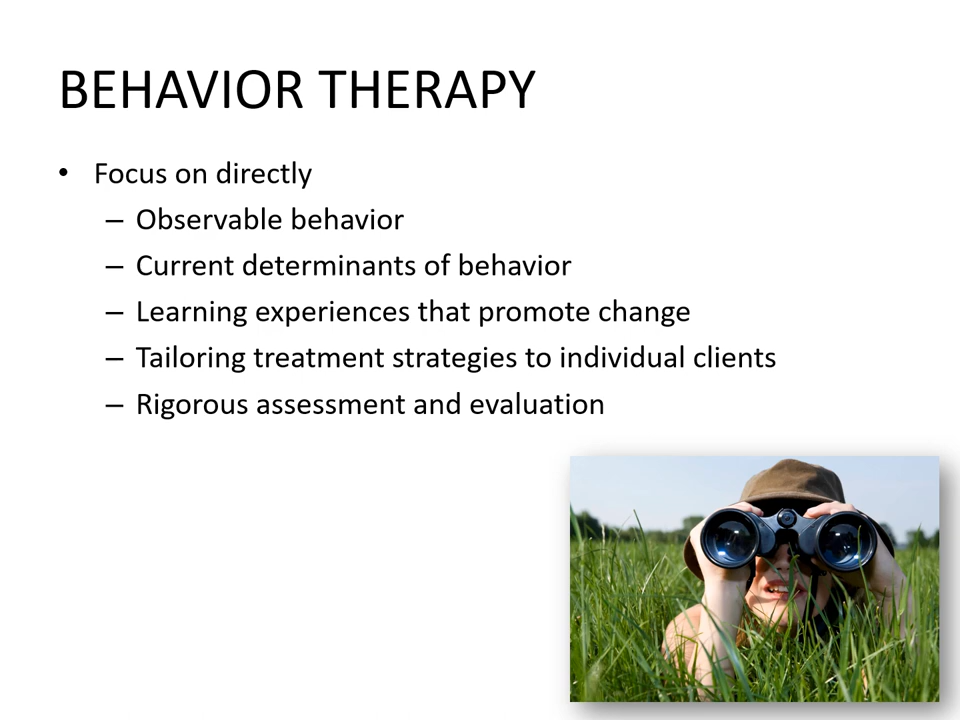 BEHAVIOR THERAPY
• Focus on directly
– Observable behavior
– Current determinants of behavior
– Learning experiences that promote change
– Tailoring treatment strategies to individual clients
– Rigorous assessment and evaluation